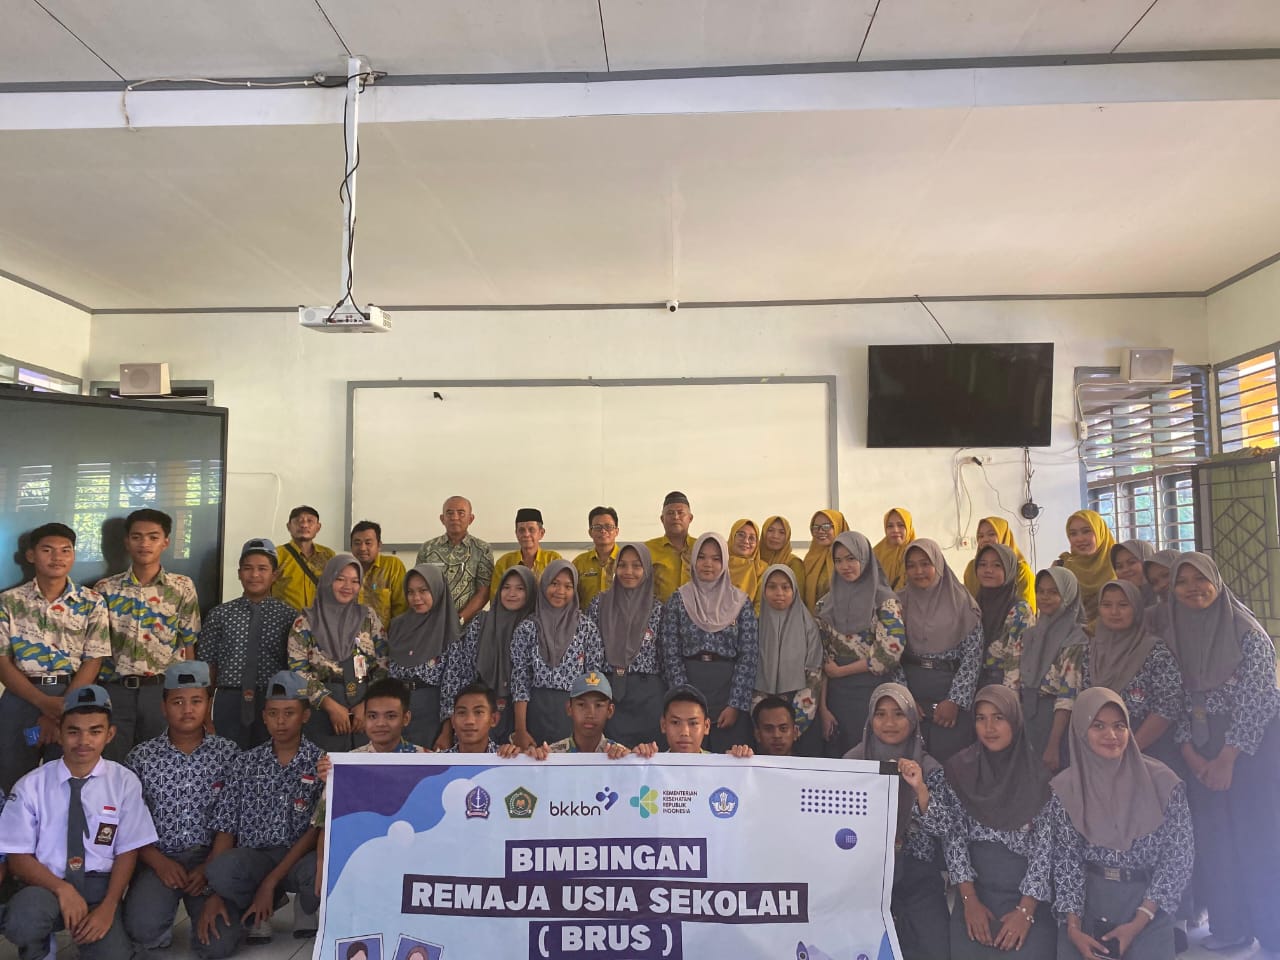 bkkbn
KEMENTERIAN
KESEHATAN
REPUBLIK
INDONESIA
BIMBINGAN
REMAJA USIA SEKOLAH
( BRUS )